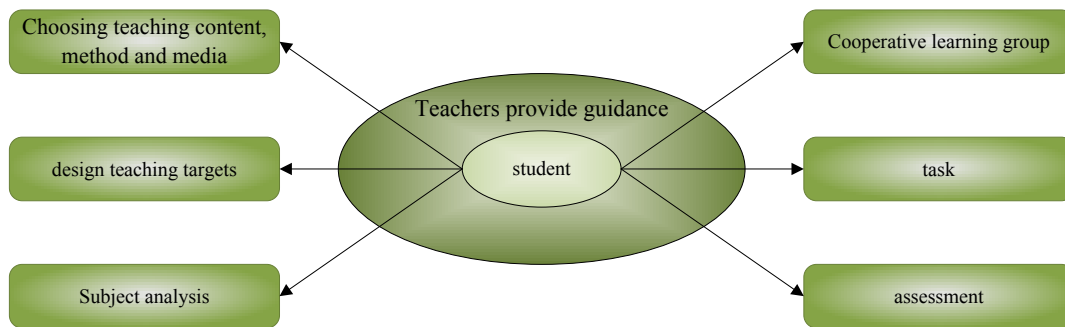 Choosing teaching content,
method and media
Cooperative learning group
Teachers provide guidance
design teaching targets
student
task
Subject analysis
assessment